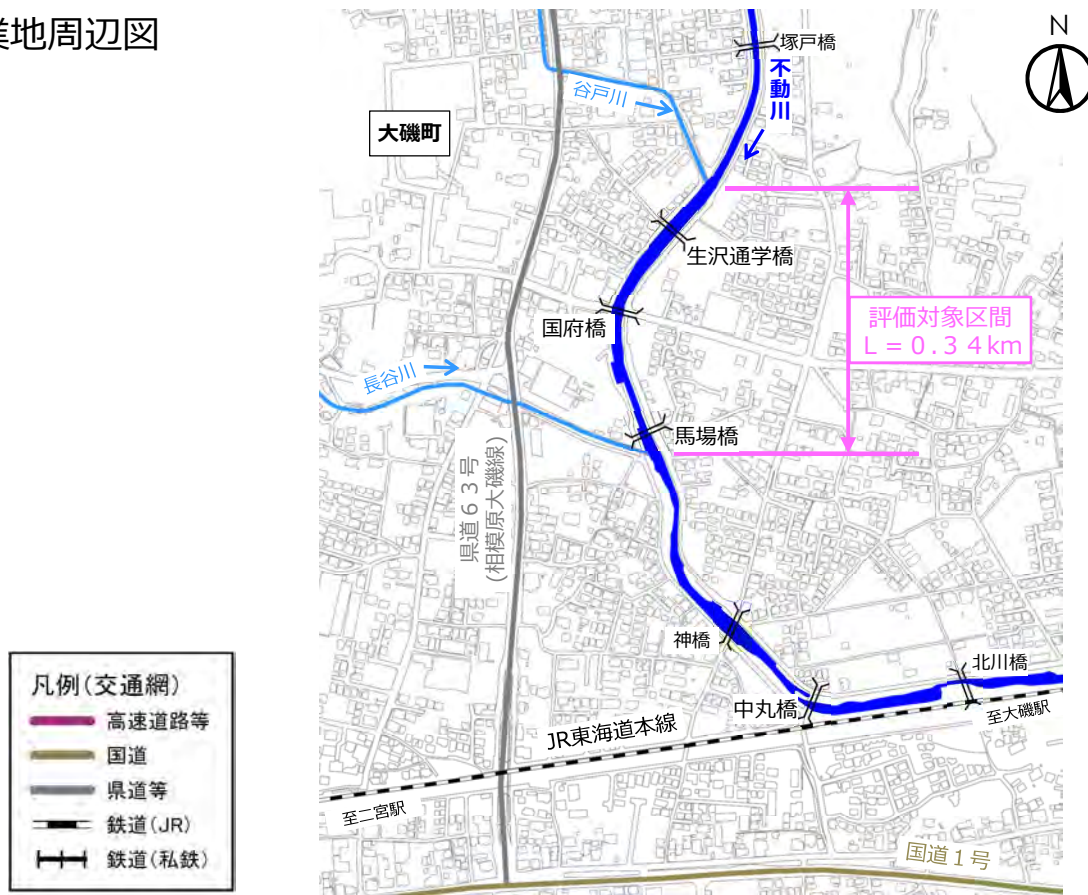 業地周辺図
N
塚戸橋
不動川
谷戸川
大磯町
生沢通学橋
国府橋
評価対象区間
L=0.34km
長谷川
馬場橋
県道63号
(相模原大磯線)
神橋
北川橋
中丸橋
至大磯駅
JR東海道本線
至二宮駅
国道1号
凡例(交通網)
高速道路等
国道
県道等
鉄道(JR)
鉄道(私鉄)